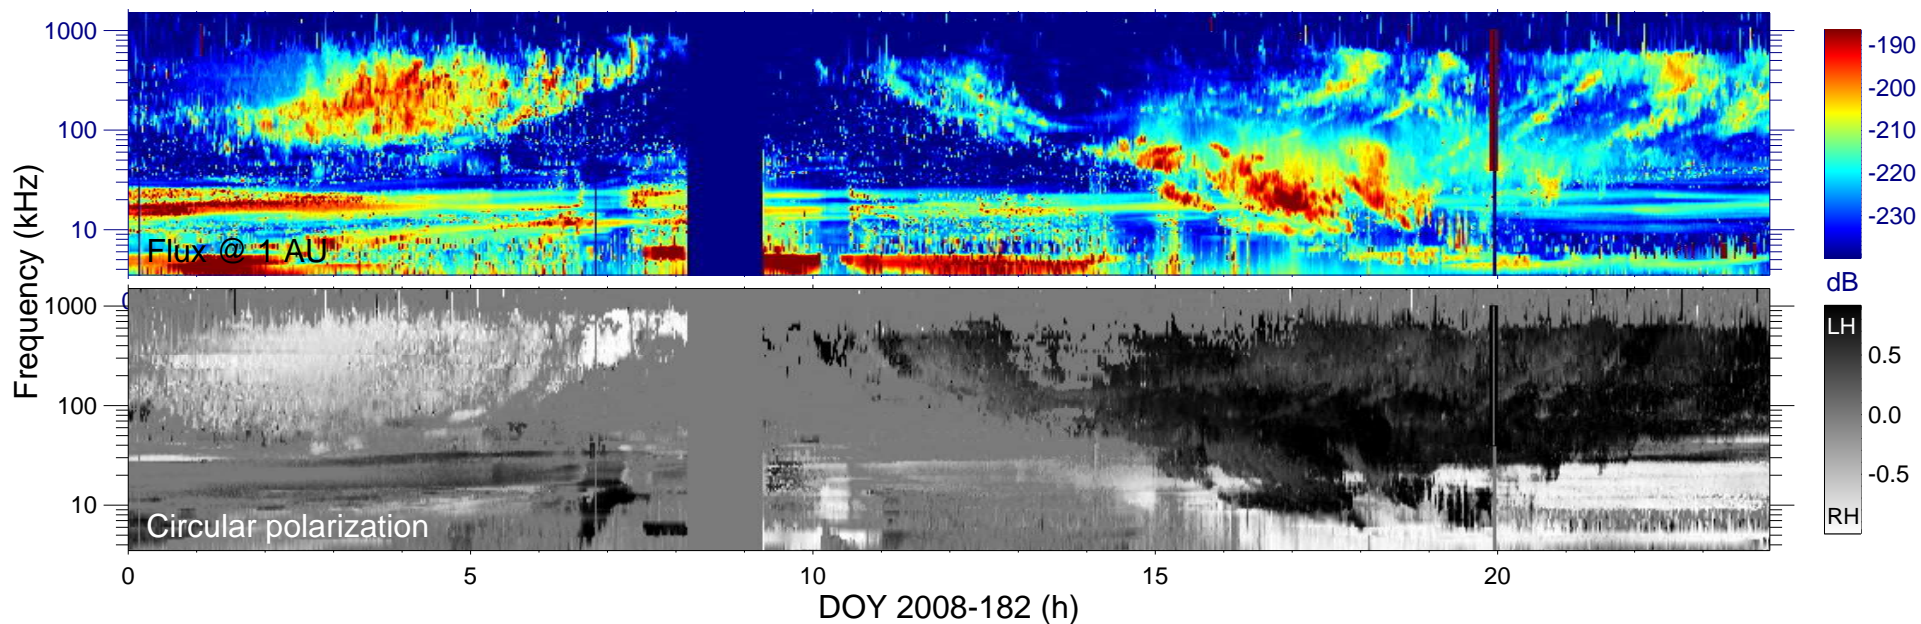 1000
100
10
Flux @ 1 AU
-190
-200
-210
-220
-230
dB
Frequency (kHz)
0
1000
100
10
Circular polarization
LH
0.5
0.0
-0.5
RH
0 5 10 15 20
DOY 2008-182 (h)